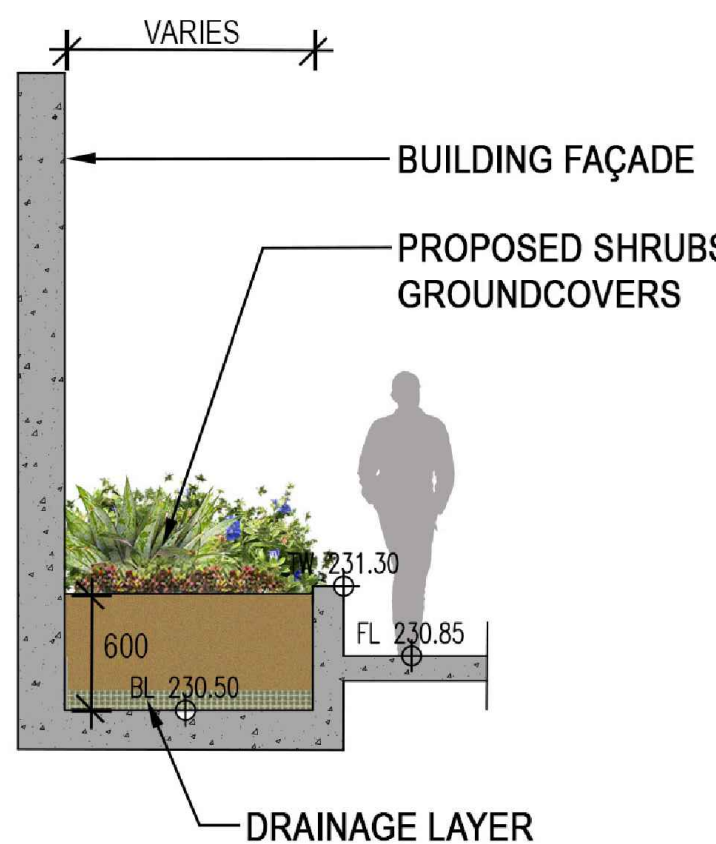 VARIES
BUILDING FAÇADE
PROPOSED SHRUBS
GROUNDCOVERS
TW 231.30
FL 230.85
600
BL 230.50
DRAINAGE LAYER